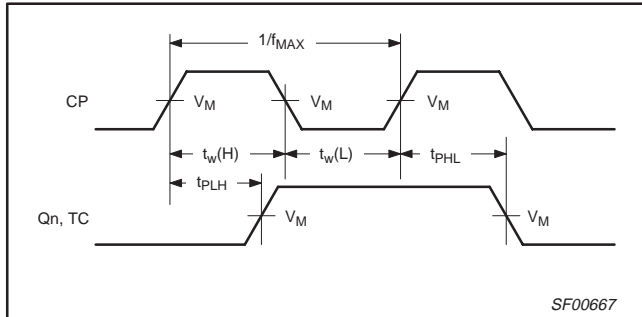 1/fMAX
CP
VM VM VM
tw(H) tw(L) tPHL
tPLH
Qn, TC
VM VM
SF00667